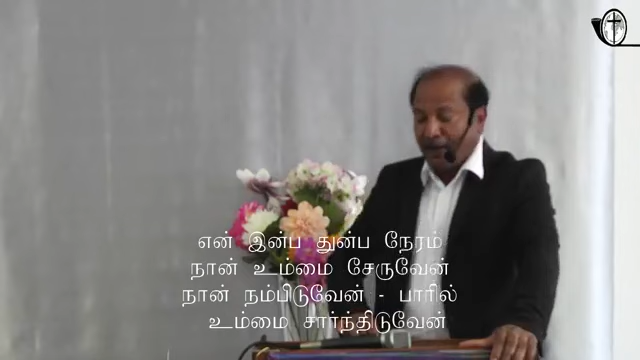 என் இன்ப துன்ப நேரம்
நான் உம்மை சேருவேன்
நான் நம்பிடுவேன் - பாரில்
உம்மை சார்ந்திடுவேன்